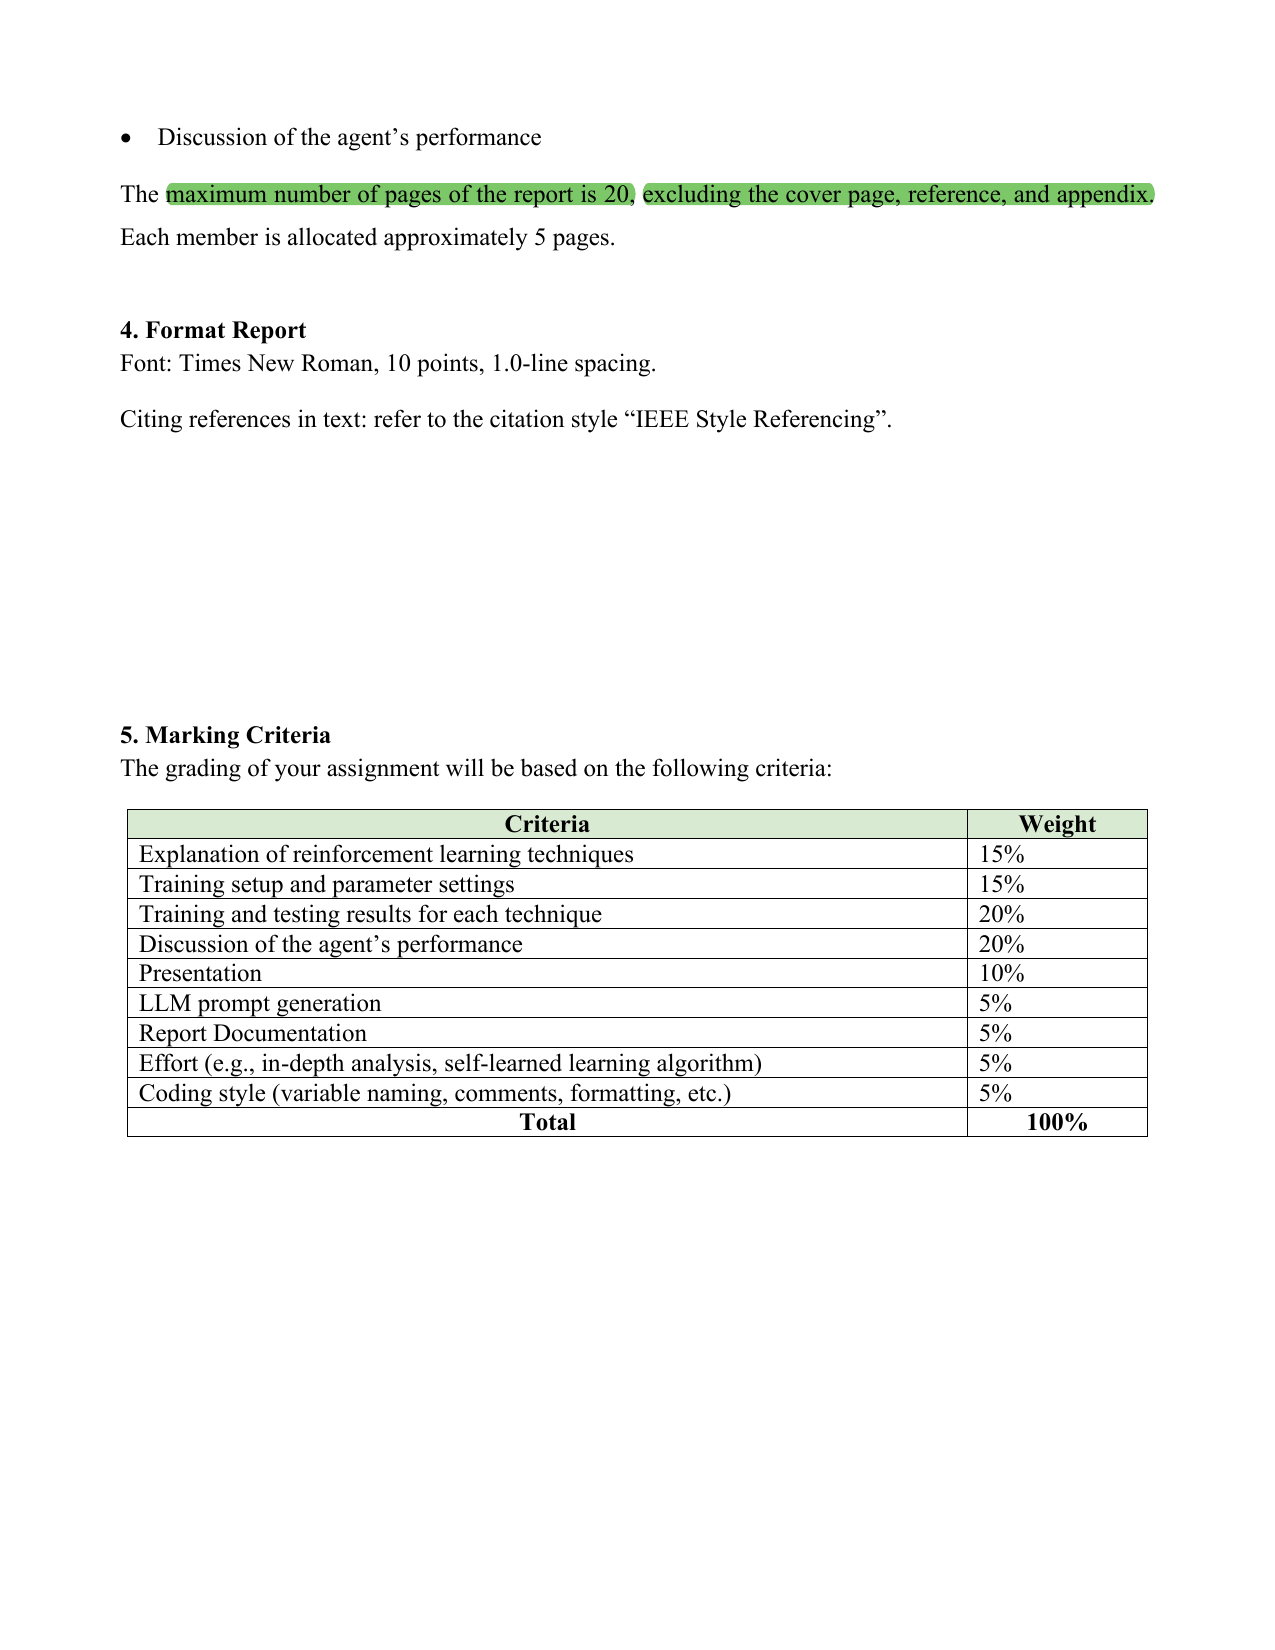 • Discussion of the agent’s performance
The maximum number of pages of the report is 20, excluding the cover page, reference, and appendix.
Each member is allocated approximately 5 pages.
4. Format Report
Font: Times New Roman, 10 points, 1.0-line spacing.
Citing references in text: refer to the citation style “IEEE Style Referencing”.
5. Marking Criteria
The grading of your assignment will be based on the following criteria:
Criteria Weight
Explanation of reinforcement learning techniques 15%
Training setup and parameter settings 15%
Training and testing results for each technique 20%
Discussion of the agent’s performance 20%
Presentation 10%
LLM prompt generation 5%
Report Documentation 5%
Effort (e.g., in-depth analysis, self-learned learning algorithm) 5%
Coding style (variable naming, comments, formatting, etc.) 5%
Total 100%